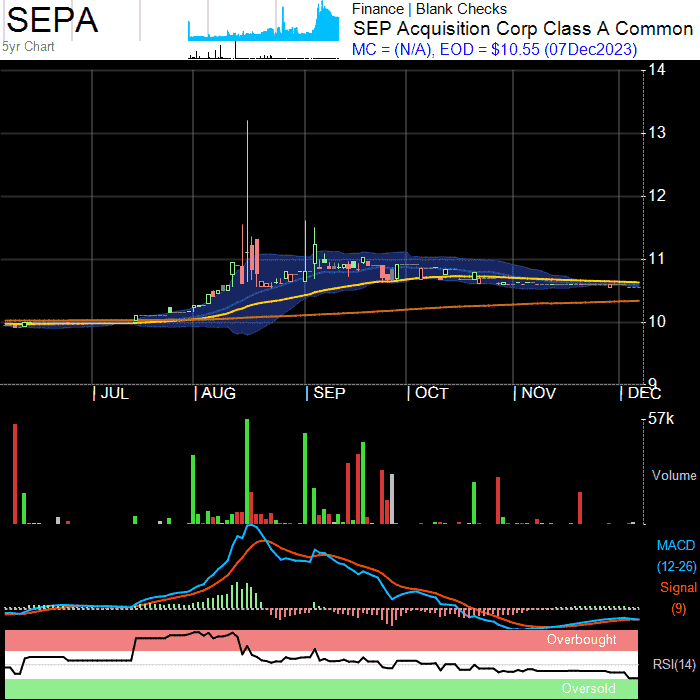 SEPA
5yr Chart
Finance | Blank Checks
SEP Acquisition Corp Class A Common
MC = (N/A), EOD = $10.55 (07Dec2023)
14
13
12
11
10
9
JUL AUG SEP OCT NOV DEC
57k
Volume
MACD
(12-26)
Signal
(9)
Overbought
RSI(14)
Oversold